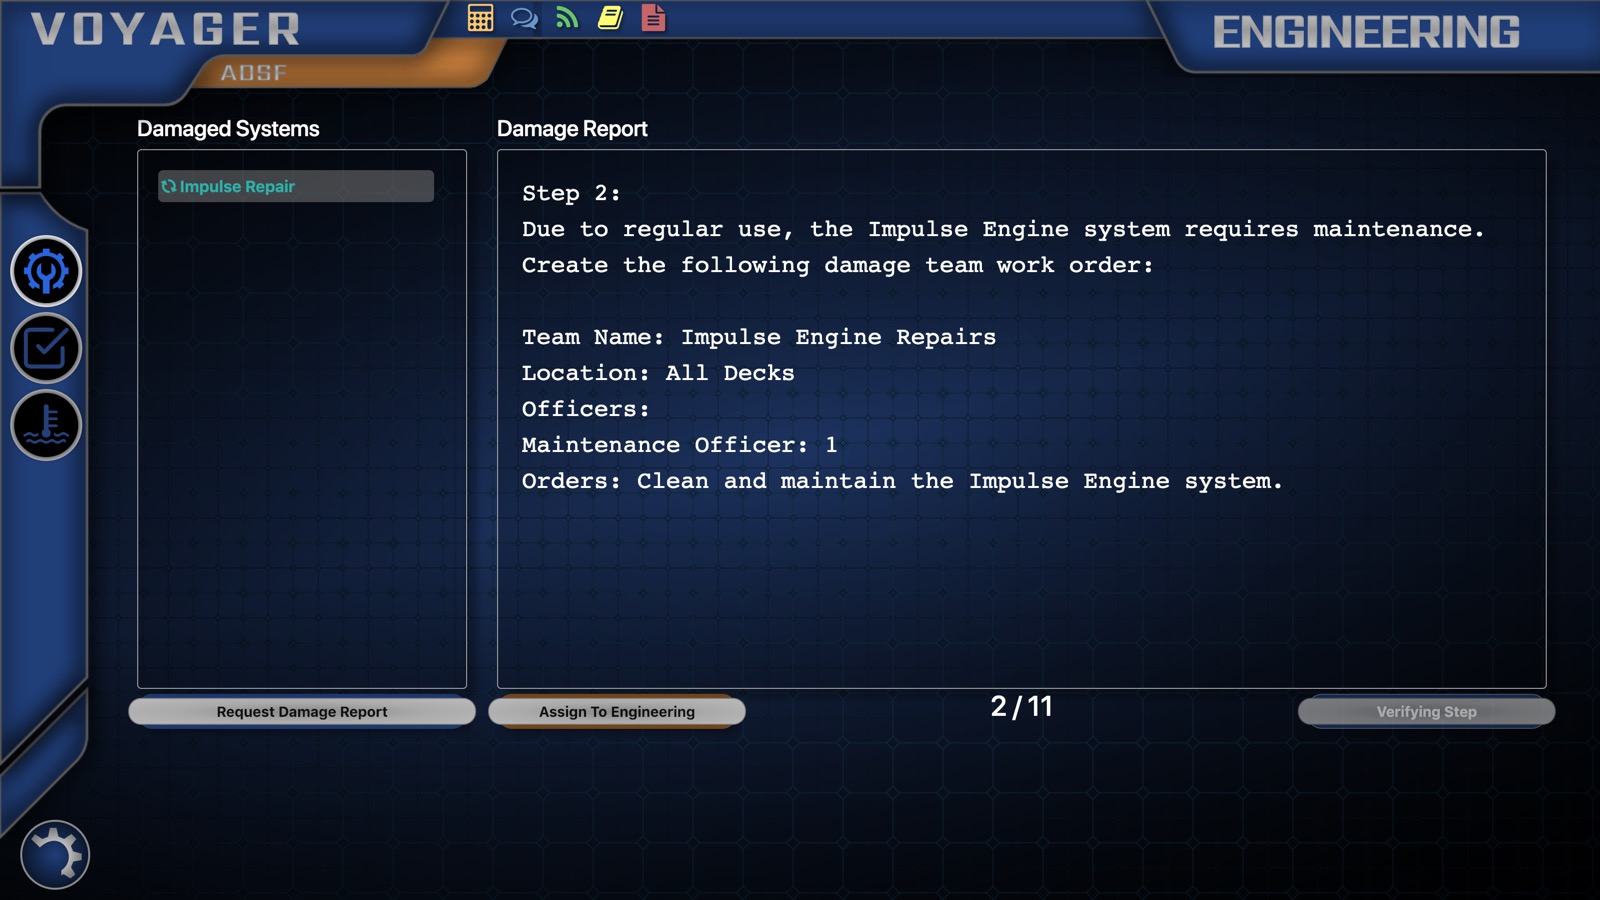 VOYAGER
ADSF
ENGINEERING
Damaged Systems
Damage Report
Impulse Repair
Step 2:
Due to regular use, the Impulse Engine system requires maintenance.
Create the following damage team work order:
Team Name: Impulse Engine Repairs
Location: All Decks
Officers:
Maintenance Officer: 1
Orders: Clean and maintain the Impulse Engine system.
Request Damage Report
Assign To Engineering
2 / 11
Verifying Step